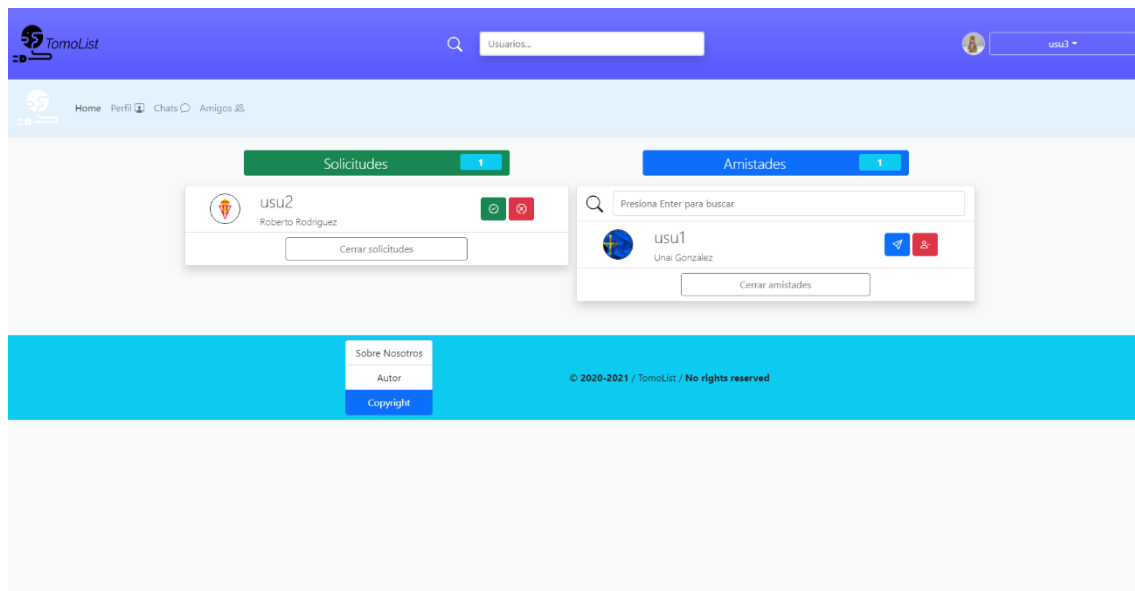 TomoList
Usuarios...
usu3
Home Perfil Chats Amigos
Solicitudes 1
usu2
Roberto Rodriguez
Cerrar solicitudes
Amistades 1
Presiona Enter para buscar
usu1
Unai Gonzalez
Cerrar amistades
Sobre Nosotros
Autor
Copyright
© 2020-2021 / TomoList / No rights reserved